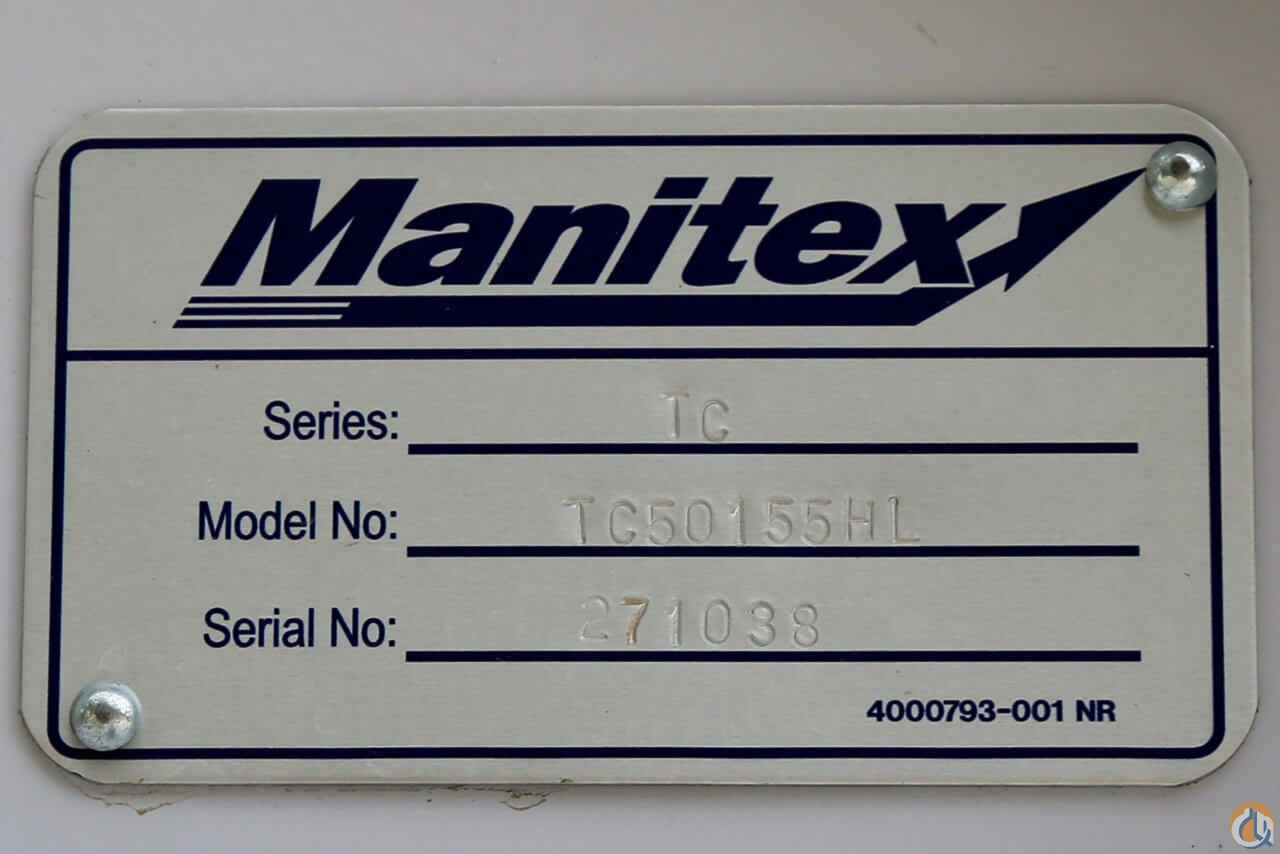 Manitex
Series: TC
Model No: TC50155HL
Serial No: 271038
4000793-001 NR